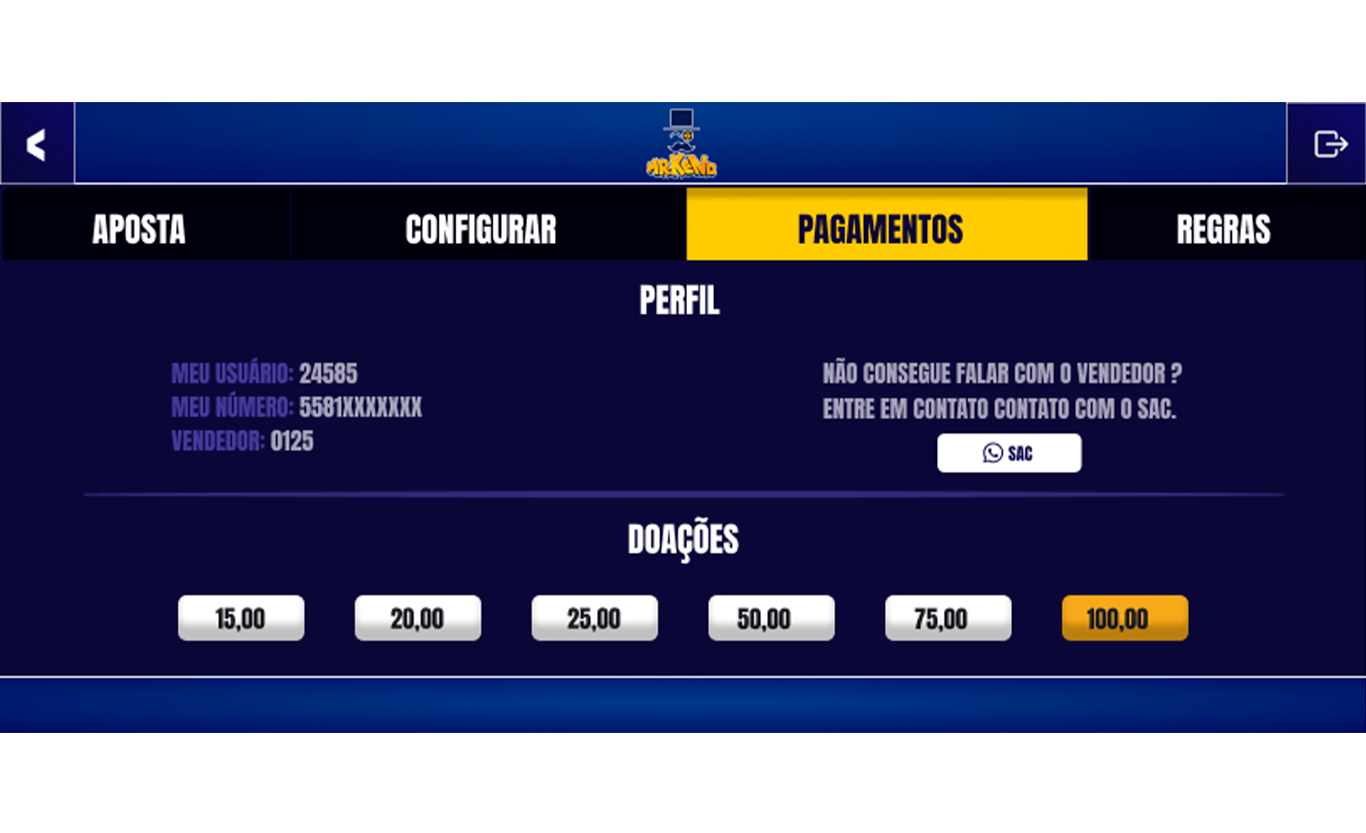 MRKENO
APOSTA
CONFIGURAR
PAGAMENTOS
REGRAS
PERFIL
MEU USUÁRIO: 24585
MEU NÚMERO: 5581XXXXXXX
VENDEDOR: 0125
NÃO CONSEGUE FALAR COM O VENDEDOR ?
ENTRE EM CONTATO CONTATO COM O SAC.
SAC
DOAÇÕES
15,00
20,00
25,00
50,00
75,00
100,00